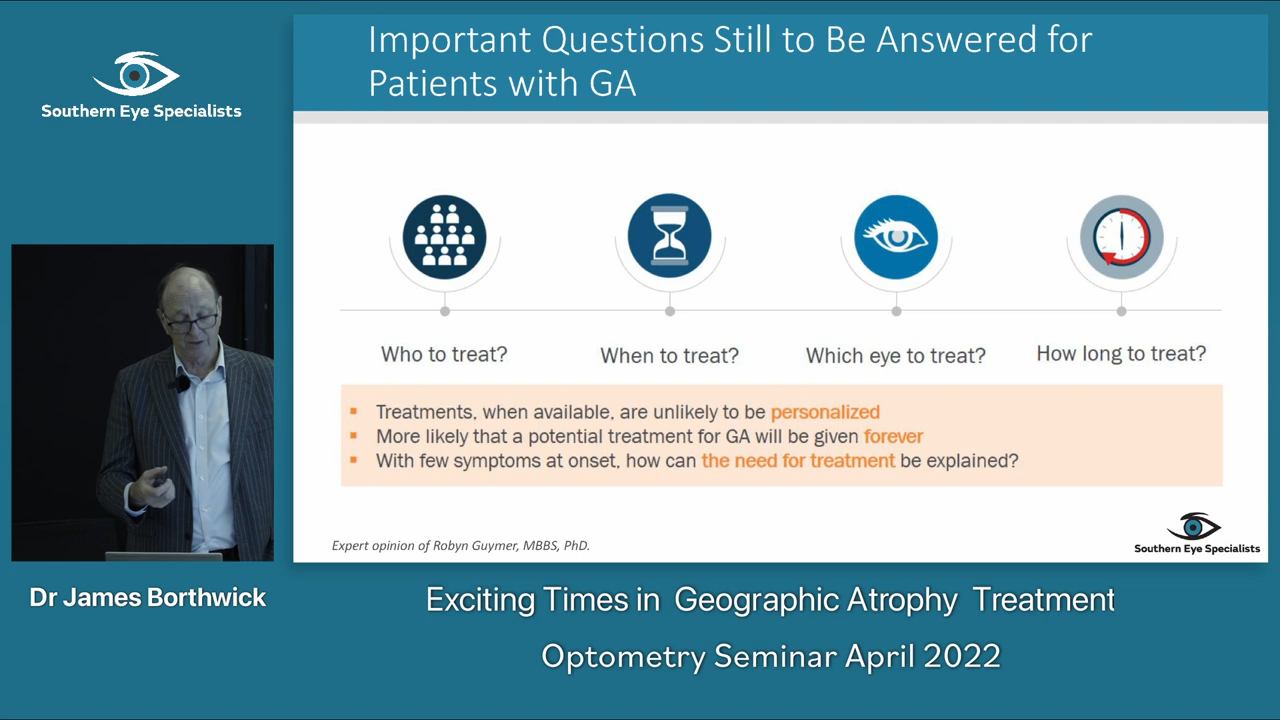 Southern Eye Specialists
Important Questions Still to Be Answered for
Patients with GA
Who to treat?
When to treat?
Which eye to treat?
How long to treat?
Treatments, when available, are unlikely to be personalized
More likely that a potential treatment for GA will be given forever
With few symptoms at onset, how can the need for treatment be explained?
Expert opinion of Robyn Guymer, MBBS, PhD.
Southern Eye Specialists
Dr James Borthwick
Exciting Times in Geographic Atrophy Treatment
Optometry Seminar April 2022